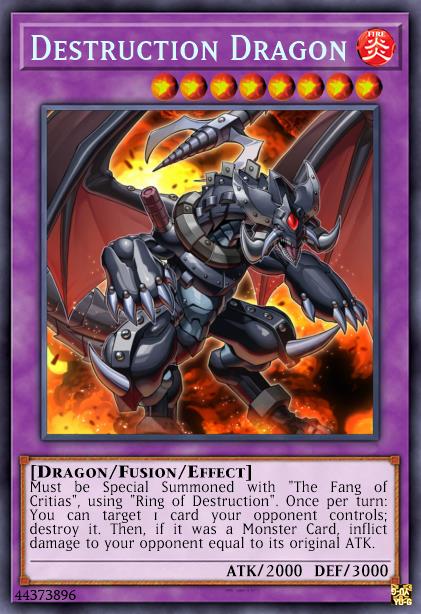 DESTRUCTION DRAGON
FIRE
炎
[DRAGON/FUSION/EFFECT]
Must be Special Summoned with "The Fang of
Critias", using "Ring of Destruction". Once per turn:
You can target 1 card your opponent controls;
destroy it. Then, if it was a Monster Card, inflict
damage to your opponent equal to its original ATK.
ATK/2000 DEF/3000
44373896